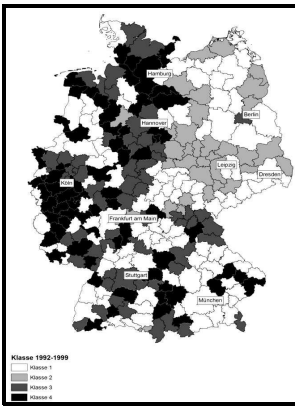 Hamburg
Hannover
Berlin
Leipzig
Dresden
Köln
Frankfurt am Main
Stuttgart
München
Klasse 1992-1999
Klasse 1
Klasse 2
Klasse 3
Klasse 4